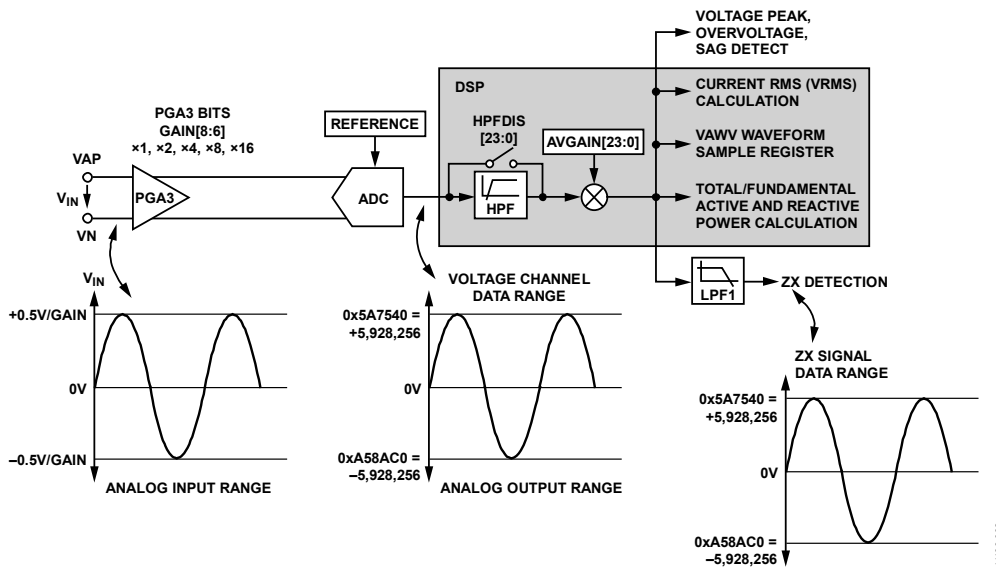 VOLTAGE PEAK,
OVERVOLTAGE,
SAG DETECT
DSP
CURRENT RMS (VRMS)
CALCULATION
PGA3 BITS
GAIN[8:6]
×1, ×2, ×4, ×8, ×16
REFERENCE
HPFDIS
[23:0]
AVGAIN[23:0]
VAWV WAVEFORM
SAMPLE REGISTER
VAP
VIN
VN
PGA3
ADC
HPF
TOTAL/FUNDAMENTAL
ACTIVE AND REACTIVE
POWER CALCULATION
LPF1
ZX DETECTION
VIN
+0.5V/GAIN
0V
–0.5V/GAIN
ANALOG INPUT RANGE
VOLTAGE CHANNEL
DATA RANGE
0x5A7540 =
+5,928,256
0V
0xA58AC0 =
–5,928,256
ANALOG OUTPUT RANGE
ZX SIGNAL
DATA RANGE
0x5A7540 =
+5,928,256
0V
0xA58AC0 =
–5,928,256